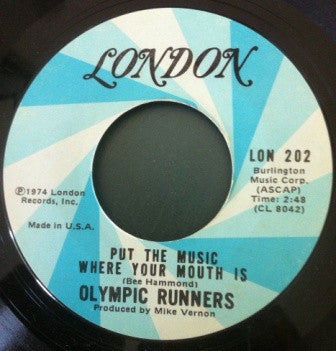 LONDON
LON 202
Burlington
Music Corp.
(ASCAP)
Time: 2:48
(CL 8042)
℗1974 London
Records, Inc.
Made in U.S.A.
PUT THE MUSIC
WHERE YOUR MOUTH IS
(Bee Hammond)
OLYMPIC RUNNERS
Produced by Mike Vernon